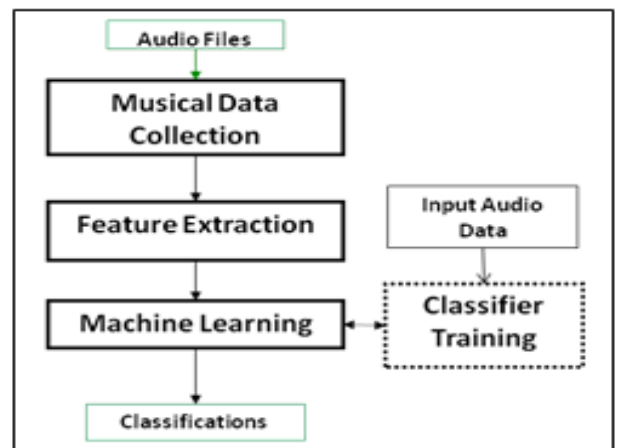 Audio Files
Musical Data
Collection
Feature Extraction
Input Audio
Data
Machine Learning
Classifier
Training
Classifications